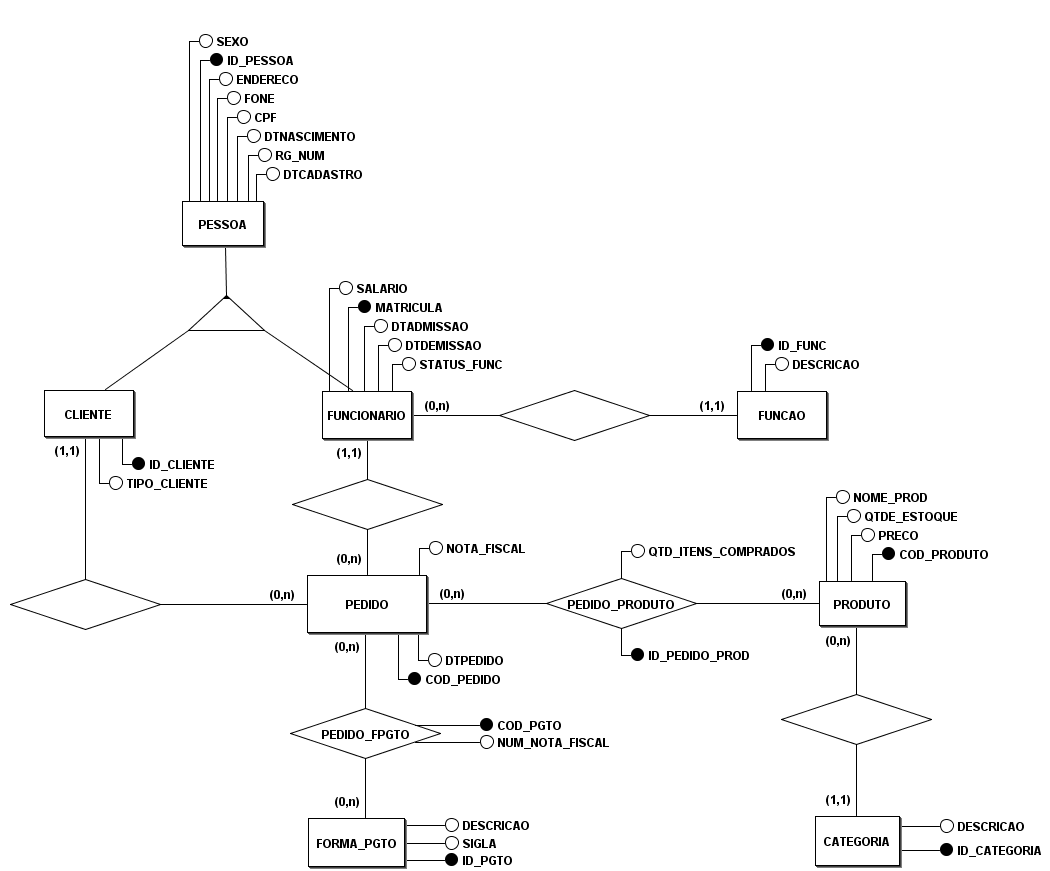 SEXO
ID_PESSOA
ENDERECO
FONE
CPF
DTNASCIMENTO
RG_NUM
DTCADASTRO
PESSOA
SALARIO
MATRICULA
DTADMISSAO
DTDEMISSAO
STATUS_FUNC
ID_FUNC
DESCRICAO
CLIENTE
FUNCIONARIO
(0,n)
(1,1)
FUNCAO
(1,1)
ID_CLIENTE
TIPO_CLIENTE
(1,1)
(0,n)
NOTA_FISCAL
QTD_ITENS_COMPRADOS
NOME_PROD
QTDE_ESTOQUE
PRECO
COD_PRODUTO
(0,n)
PEDIDO
(0,n)
PEDIDO_PRODUTO
(0,n)
PRODUTO
(0,n)
DTPEDIDO
COD_PEDIDO
ID_PEDIDO_PROD
(0,n)
PEDIDO_FPGTO
COD_PGTO
NUM_NOTA_FISCAL
(0,n)
(1,1)
FORMA_PGTO
DESCRICAO
SIGLA
ID_PGTO
CATEGORIA
DESCRICAO
ID_CATEGORIA